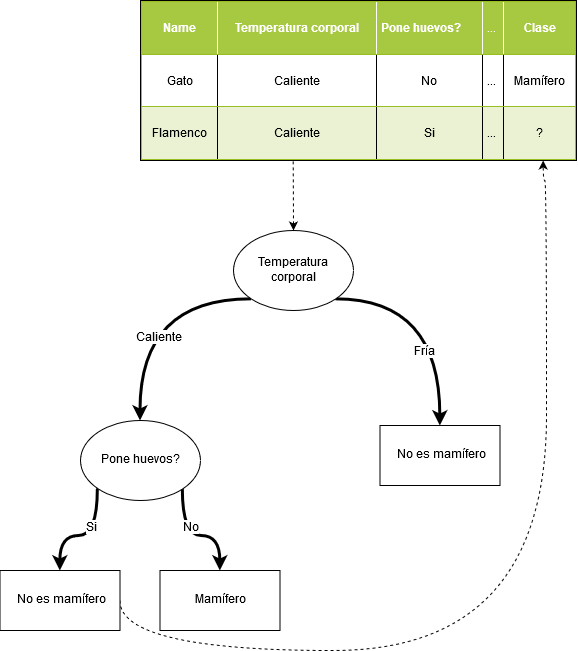 Name Temperatura corporal Pone huevos? ... Clase
Gato Caliente No ... Mamífero
Flamenco Caliente Si ... ?
Temperatura
corporal
Caliente
Fría
Pone huevos?
No es mamífero
Si
No
No es mamífero
Mamífero